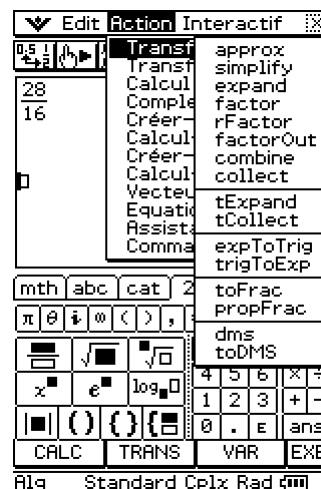 Edit Action Interactif
Transf
Transf
Calcul
Comple
Créer-
Calcul-
Créer-
Calcul-
Vecteu
Equatio
Assista
Comma
approx
simplify
expand
factor
rFactor
factorOut
combine
collect
tExpand
tCollect
expToTrig
trigToExp
toFrac
propFrac
dms
toDMS
28
16
mth abc cat 2
π θ i ∞ ( ) ,
x e log
4 5 6 × ÷
1 2 3 + -
( ) { }
0 . E ans
CALC TRANS VAR EXE
Alg Standard Cplx Rad